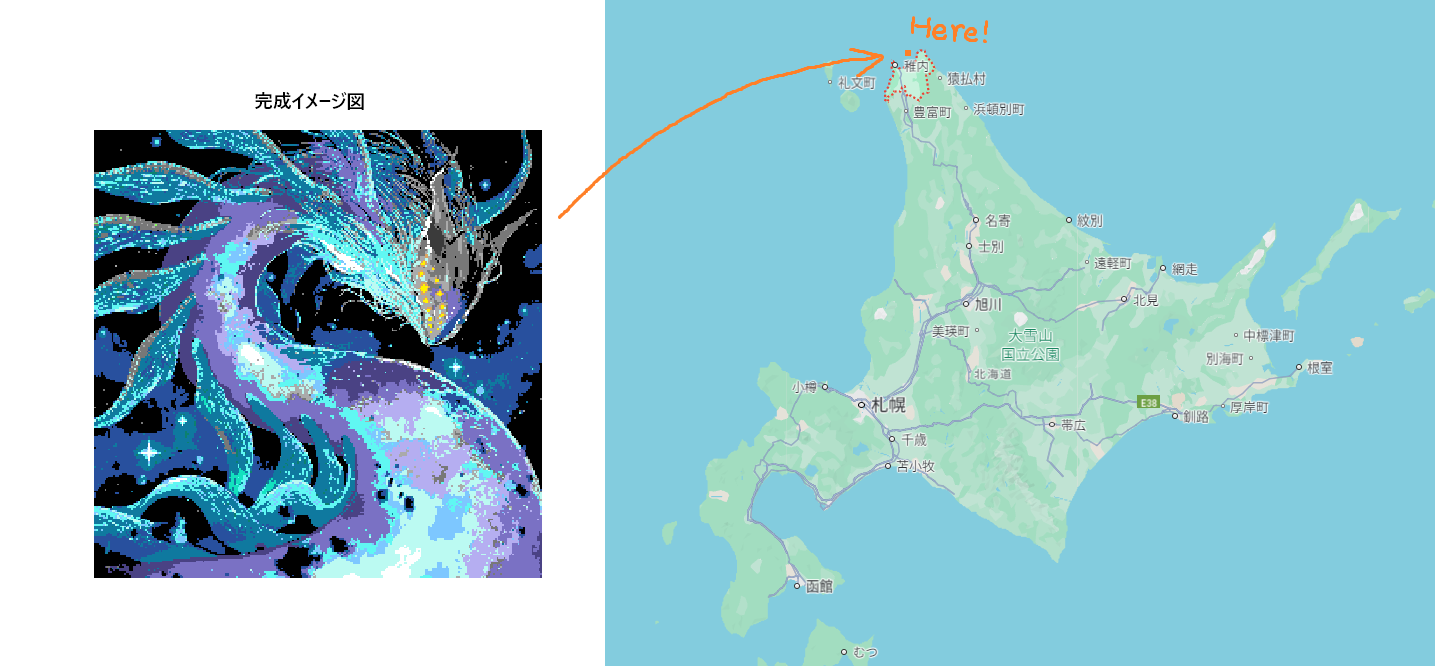 完成イメージ図
Here!
稚内
礼文町
猿払村
豊富町
浜頓別町
名寄
紋別
士別
遠軽町
網走
旭川
北見
美瑛町
大雪山
国立公園
中標津町
別海町
根室
北海道
小樽
札幌
E38
厚岸町
釧路
帯広
千歳
苫小牧
函館
むつ